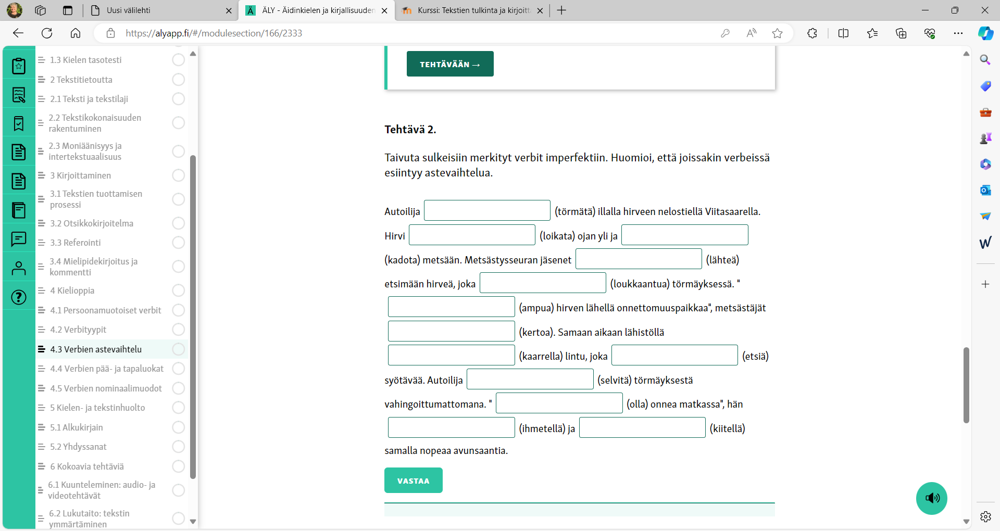 Uusi välilehti
ÄLY - Äidinkielen ja kirjallisuuden
Kurssi: Tekstien tulkinta ja kirjoitta
https://alyapp.fi/#/modulesection/166/2333
1.3 Kielen tasotesti
2 Tekstitietoutta
2.1 Teksti ja tekstilaji
2.2 Tekstikokonaisuuden
rakentuminen
2.3 Moniäänisyys ja
intertekstuaalisuus
3 Kirjoittaminen
3.1 Tekstien tuottamisen
prosessi
3.2 Otsikkokirjoitelma
3.3 Referointi
3.4 Mielipidekirjoitus ja
kommentti
4 Kielioppia
4.1 Persoonamuotoiset verbit
4.2 Verbityypit
4.3 Verbien astevaihtelu
4.4 Verbien pää- ja tapaluokat
4.5 Verbien nominaalimuodot
5 Kielen- ja tekstinhuolto
5.1 Alkukirjain
5.2 Yhdyssanat
6 Kokoavia tehtäviä
6.1 Kuunteleminen: audio- ja
videotehtävät
6.2 Lukutaito: tekstin
ymmärtäminen
TEHTÄVÄÄN →
Tehtävä 2.
Taivuta sulkeisiin merkityt verbit imperfektiin. Huomioi, että joissakin verbeissä
esiintyy astevaihtelua.
Autoilija (törmätä) illalla hirveen nelostiellä Viitasaarella.
Hirvi (loikata) ojan yli ja
(kadota) metsään. Metsästysseuran jäsenet (lähteä)
etsimään hirveä, joka (loukkaantua) törmäyksessä. "
(ampua) hirven lähellä onnettomuuspaikkaa", metsästäjät
(kertoa). Samaan aikaan lähistöllä
(kaarrella) lintu, joka (etsiä)
syötävää. Autoilija (selvitä) törmäyksestä
vahingoittumattomana. " (olla) onnea matkassa", hän
(ihmetellä) ja (kiitellä)
samalla nopeaa avunsaantia.
VASTAA